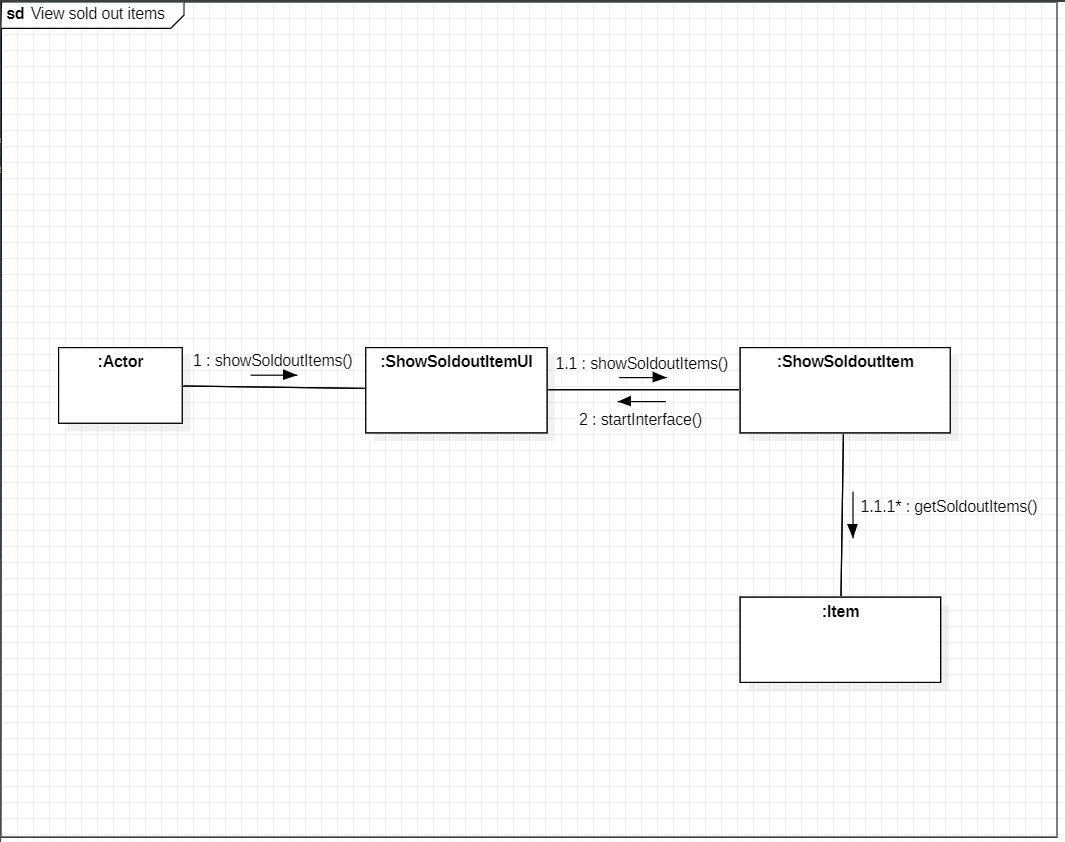 sd View sold out items
:Actor
1 : showSoldoutItems()
:ShowSoldoutItemUI
1.1 : showSoldoutItems()
2 : startInterface()
:ShowSoldoutItem
1.1.1* : getSoldoutItems()
:Item